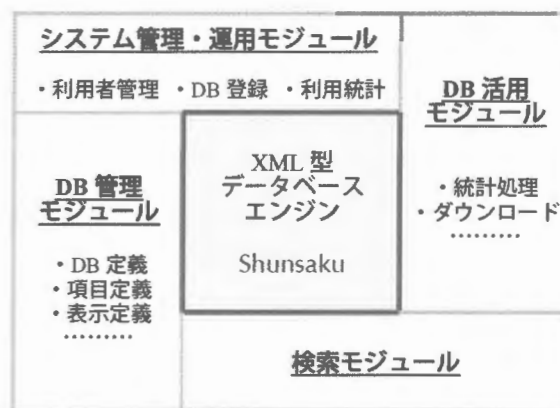 システム管理・運用モジュール
・利用者管理 ・DB 登録 ・利用統計
DB 活用
モジュール
・統計処理
・ダウンロード
………
XML 型
データベース
エンジン
Shunsaku
DB 管理
モジュール
・DB 定義
・項目定義
・表示定義
………
検索モジュール